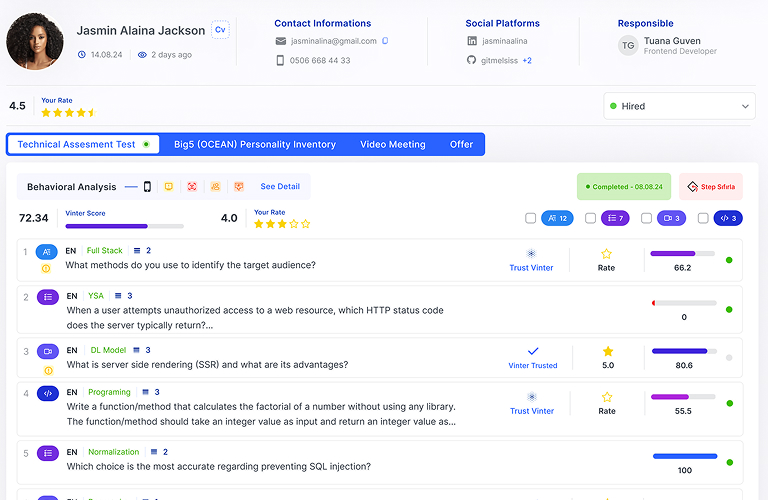 Jasmin Alaina Jackson
Cv
14.08.24
2 days ago
Contact Informations
jasminalina@gmail.com
0506 668 44 33
Social Platforms
jasminaalina
gitmelsiss +2
Responsible
TG
Tuana Guven
Frontend Developer
4.5
Your Rate
Hired
Technical Assesment Test
Big5 (OCEAN) Personality Inventory
Video Meeting
Offer
Behavioral Analysis
See Detail
Completed - 08.08.24
Step Sıfırla
72.34
Vinter Score
4.0
Your Rate
12
7
3
3
1
EN Full Stack 2
What methods do you use to identify the target audience?
Trust Vinter
Rate
66.2
2
EN YSA 3
When a user attempts unauthorized access to a web resource, which HTTP status code
does the server typically return?...
0
3
EN DL Model 3
What is server side rendering (SSR) and what are its advantages?
Vinter Trusted
5.0
80.6
4
EN Programing 3
Write a function/method that calculates the factorial of a number without using any library.
The function/method should take an integer value as input and return an integer value as...
Trust Vinter
Rate
55.5
5
EN Normalization 2
Which choice is the most accurate regarding preventing SQL injection?
100